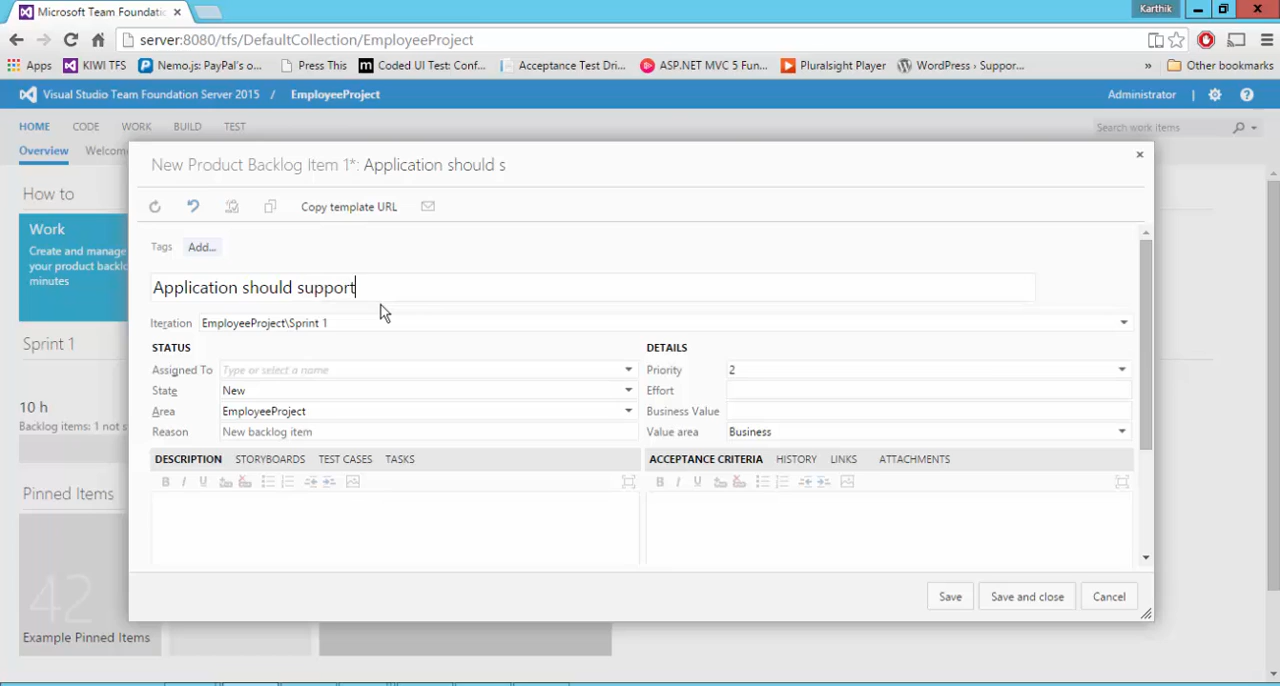 Microsoft Team Foundatio
Karthik
server:8080/tfs/DefaultCollection/EmployeeProject
Apps KIWI TFS Nemo.js: PayPal's o... Press This Coded UI Test: Conf... Acceptance Test Dri... ASP.NET MVC 5 Fun... Pluralsight Player WordPress › Suppor... » Other bookmarks
Visual Studio Team Foundation Server 2015 / EmployeeProject Administrator | ?
HOME CODE WORK BUILD TEST Search work items
Overview Welcom
New Product Backlog Item 1*: Application should s
How to
Copy template URL
Work
Create and manage
your product backlo
minutes
Tags Add...
Application should support
Iteration EmployeeProject\Sprint 1
Sprint 1
STATUS DETAILS
Assigned To Type or select a name Priority 2
State New Effort
Area EmployeeProject Business Value
Reason New backlog item Value area Business
10 h
Backlog items: 1 not s
DESCRIPTION STORYBOARDS TEST CASES TASKS ACCEPTANCE CRITERIA HISTORY LINKS ATTACHMENTS
B I U B I U
Pinned Items
42
Example Pinned Items
Save Save and close Cancel